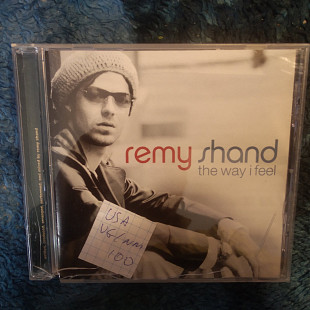 remy shand
the way i feel
USA
VG+/NM
100